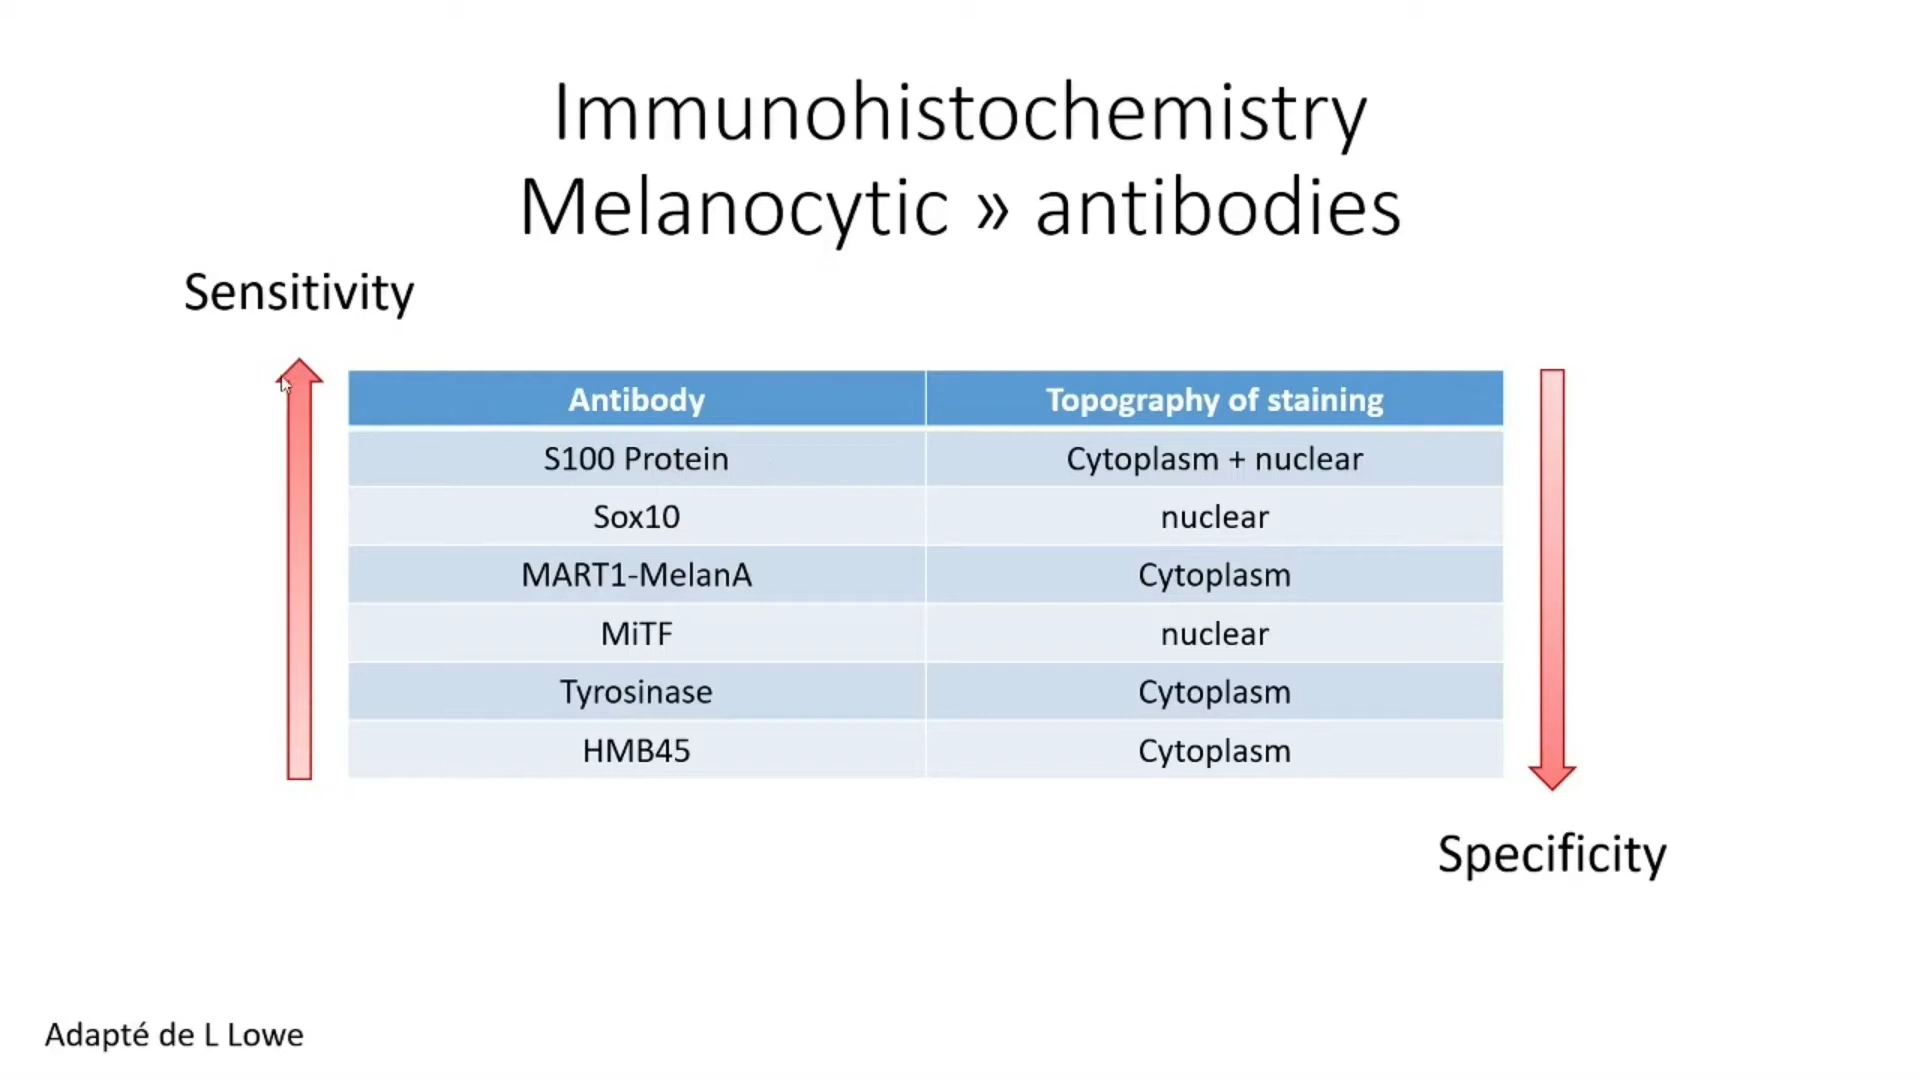 Immunohistochemistry
Melanocytic » antibodies
Sensitivity
Antibody Topography of staining
S100 Protein Cytoplasm + nuclear
Sox10 nuclear
MART1-MelanA Cytoplasm
MiTF nuclear
Tyrosinase Cytoplasm
HMB45 Cytoplasm
Specificity
Adapté de L Lowe